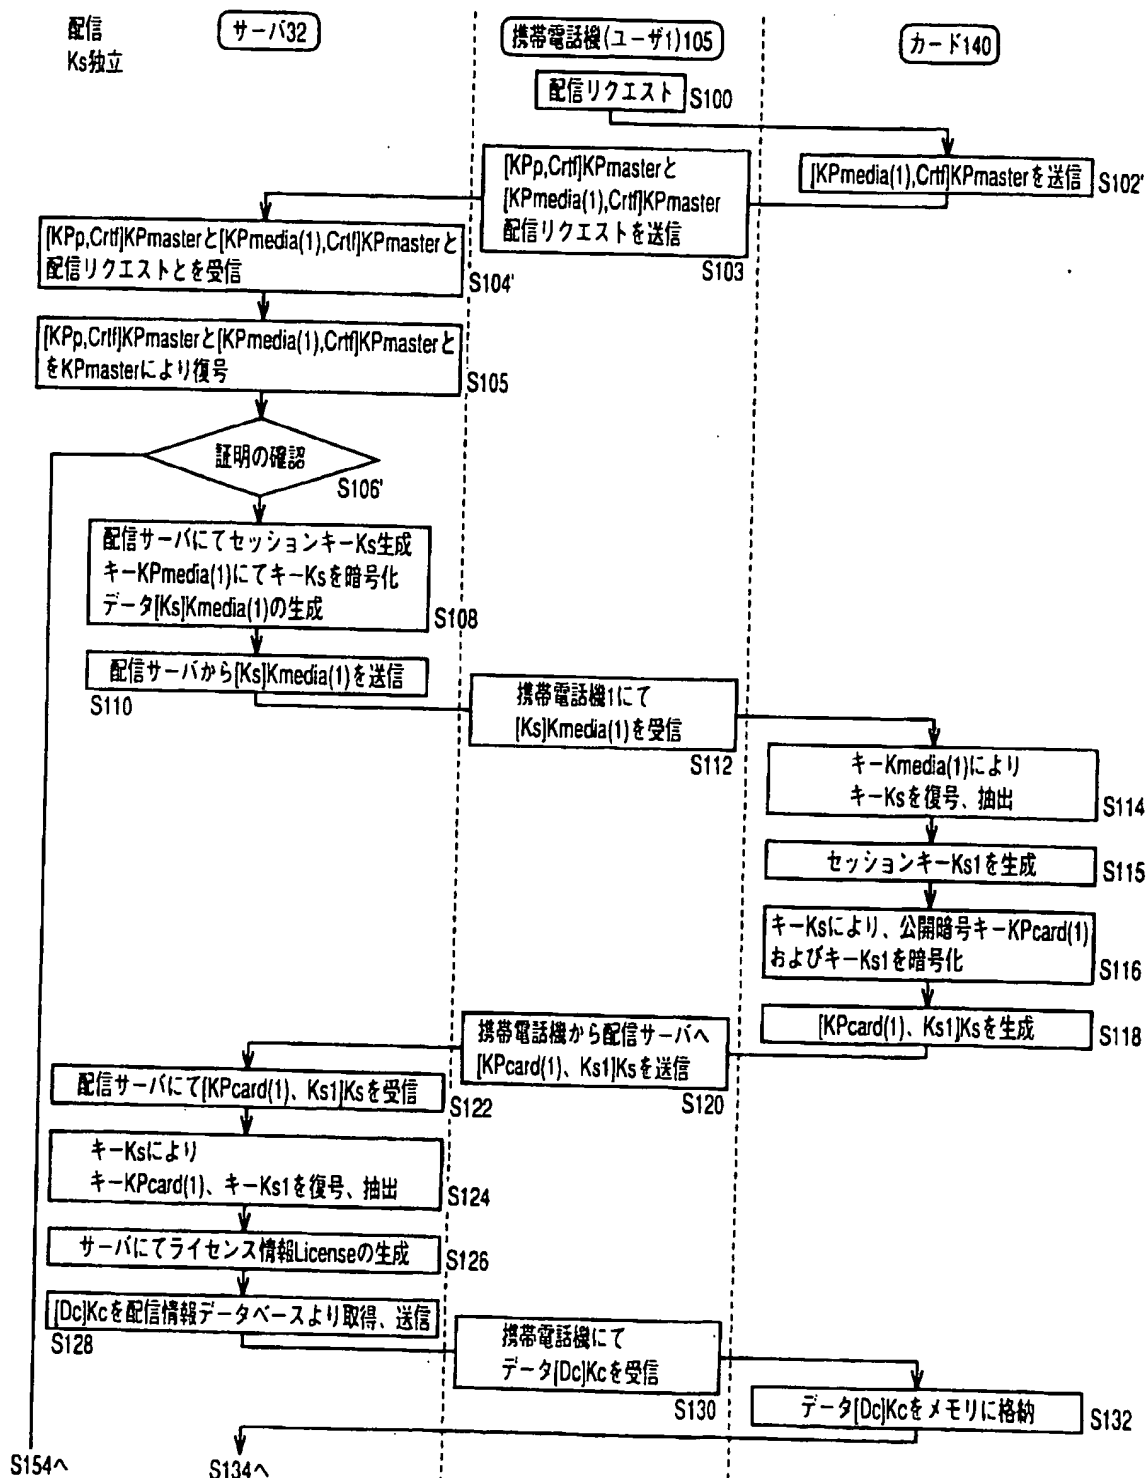 配信
Ks独立
サーバ32
携帯電話機(ユーザ1)105
カード140
配信リクエスト
S100
[KPmedia(1),Crtf]KPmasterを送信
S102'
[KPp,Crtf]KPmasterと
[KPmedia(1),Crtf]KPmaster
配信リクエストを送信
S103
[KPp,Crtf]KPmasterと[KPmedia(1),Crtf]KPmasterと
配信リクエストとを受信
S104'
[KPp,Crtf]KPmasterと[KPmedia(1),Crtf]KPmasterと
をKPmasterにより復号
S105
証明の確認
S106'
配信サーバにてセッションキーKs生成
キーKPmedia(1)にてキーKsを暗号化
データ[Ks]Kmedia(1)の生成
S108
配信サーバから[Ks]Kmedia(1)を送信
S110
携帯電話機1にて
[Ks]Kmedia(1)を受信
S112
キーKmedia(1)により
キーKsを復号、抽出
S114
セッションキーKs1を生成
S115
キーKsにより、公開暗号キーKPcard(1)
およびキーKs1を暗号化
S116
[KPcard(1)、Ks1]Ksを生成
S118
携帯電話機から配信サーバへ
[KPcard(1)、Ks1]Ksを送信
S120
配信サーバにて[KPcard(1)、Ks1]Ksを受信
S122
キーKsにより
キーKPcard(1)、キーKs1を復号、抽出
S124
サーバにてライセンス情報Licenseの生成
S126
[Dc]Kcを配信情報データベースより取得、送信
S128
携帯電話機にて
データ[Dc]Kcを受信
S130
データ[Dc]Kcをメモリに格納
S132
S154へ
S134へ